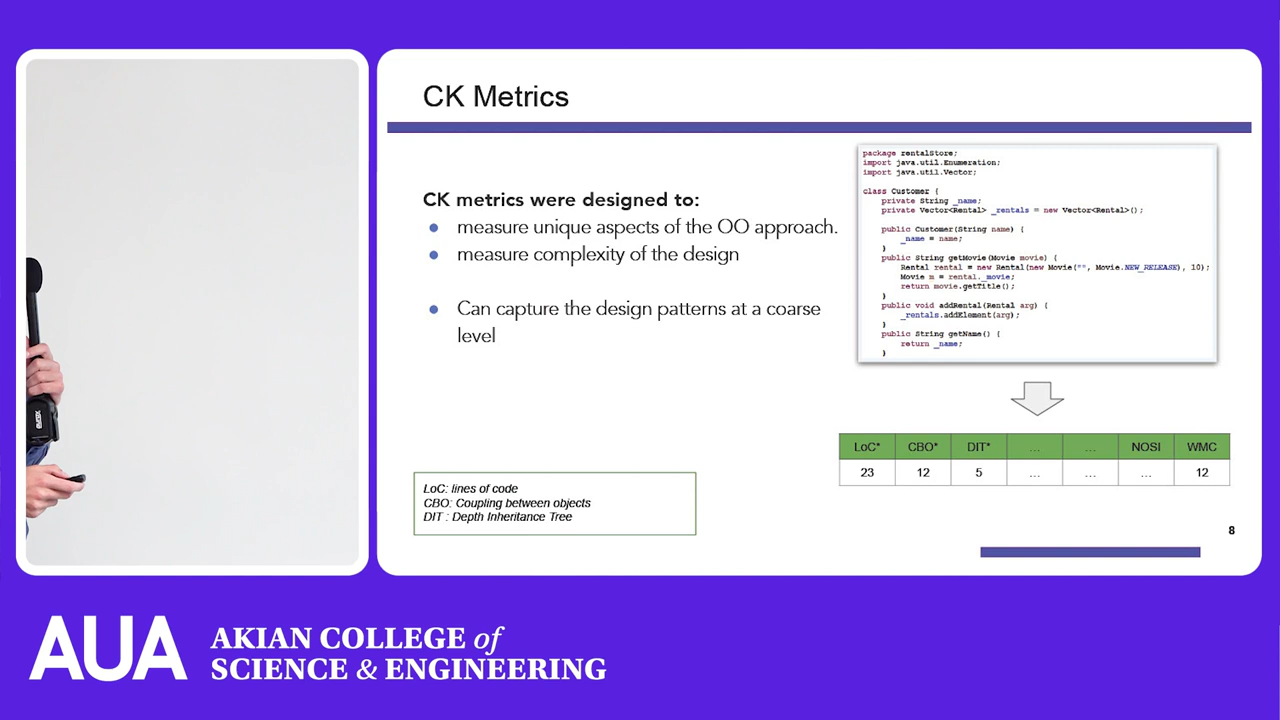 CK Metrics
CK metrics were designed to:
● measure unique aspects of the OO approach.
● measure complexity of the design
● Can capture the design patterns at a coarse
level
package rentalStore;
import java.util.Enumeration;
import java.util.Vector;
class Customer {
private String _name;
private Vector<Rental> _rentals = new Vector<Rental>();
public Customer(String name) {
_name = name;
}
public String getMovie(Movie movie) {
Rental rental = new Rental(new Movie("", Movie.NEW_RELEASE), 10);
Movie m = rental._movie;
return movie.getTitle();
}
public void addRental(Rental arg) {
_rentals.addElement(arg);
}
public String getName() {
return _name;
}
LoC* CBO* DIT* ... ... NOSI WMC
23 12 5 ... ... ... 12
LoC: lines of code
CBO: Coupling between objects
DIT : Depth Inheritance Tree
8
AUA
AKIAN COLLEGE of
SCIENCE & ENGINEERING